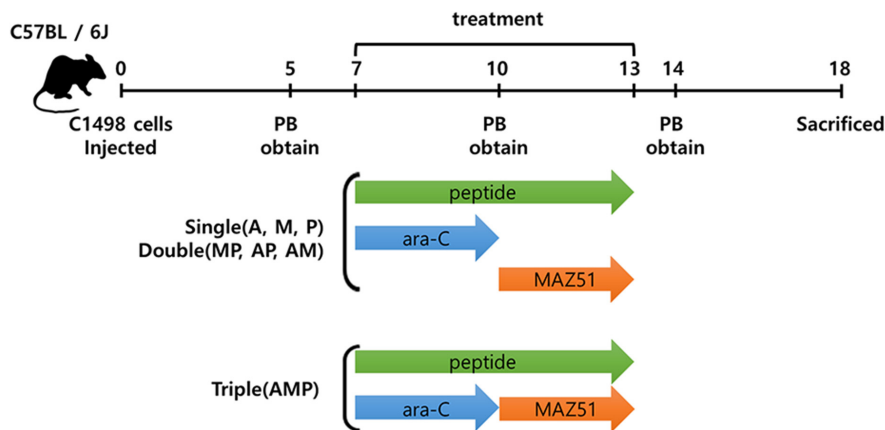 treatment
C57BL / 6J
0 5 7 10 13 14 18
C1498 cells
Injected
PB
obtain
PB
obtain
PB
obtain
Sacrificed
Single(A, M, P)
Double(MP, AP, AM)
peptide
ara-C
MAZ51
Triple(AMP)
peptide
ara-C
MAZ51